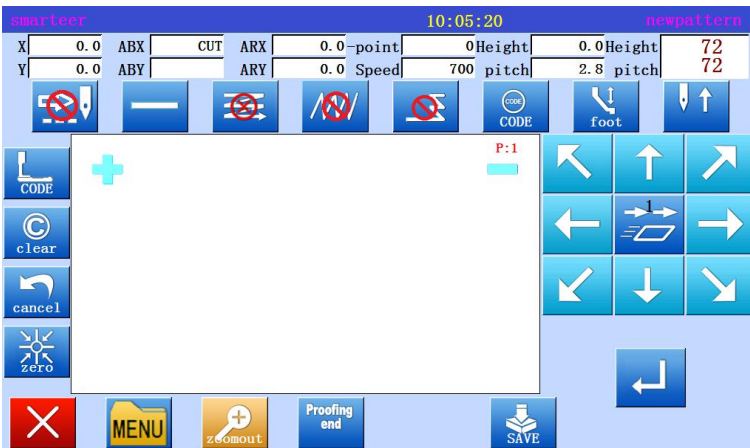 smarteer 10:05:20 newpattern
X 0.0 ABX CUT ARX 0.0 -point 0 Height 0.0 Height 72
Y 0.0 ABY ARY 0.0 Speed 700 pitch 2.8 pitch 72
CODE
CODE foot
P:1
CODE
1
C
clear
cancel
zero
MENU zoomout Proofing
end SAVE